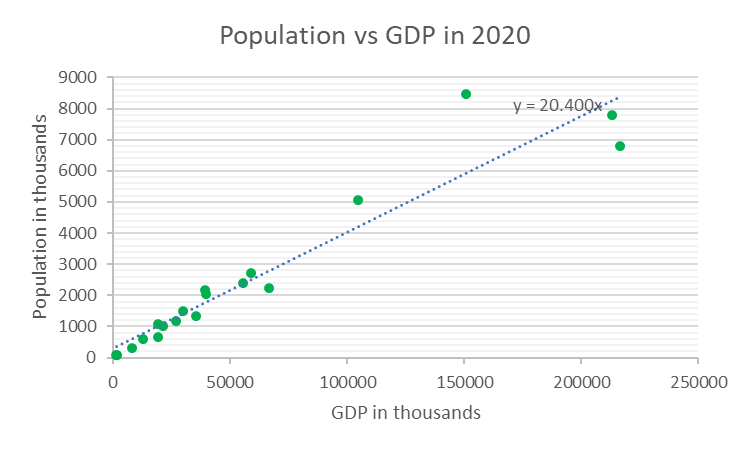 Population vs GDP in 2020
Population in thousands
9000
8000
7000
6000
5000
4000
3000
2000
1000
0
y = 20.400x
0 50000 100000 150000 200000 250000
GDP in thousands